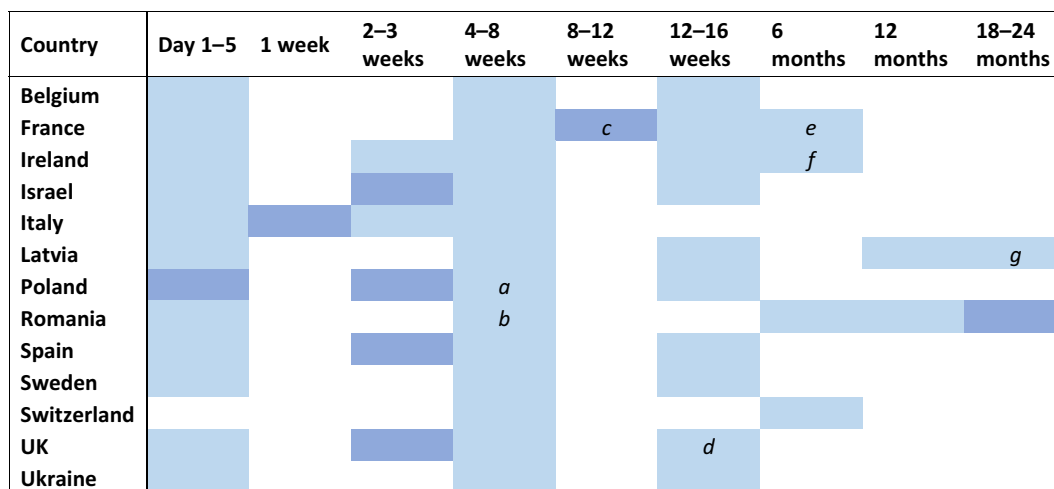 Country Day 1–5 1 week 2–3 weeks 4–8 weeks 8–12 weeks 12–16 weeks 6 months 12 months 18–24 months
Belgium
France c e
Ireland f
Israel
Italy
Latvia g
Poland a
Romania b
Spain
Sweden
Switzerland
UK d
Ukraine